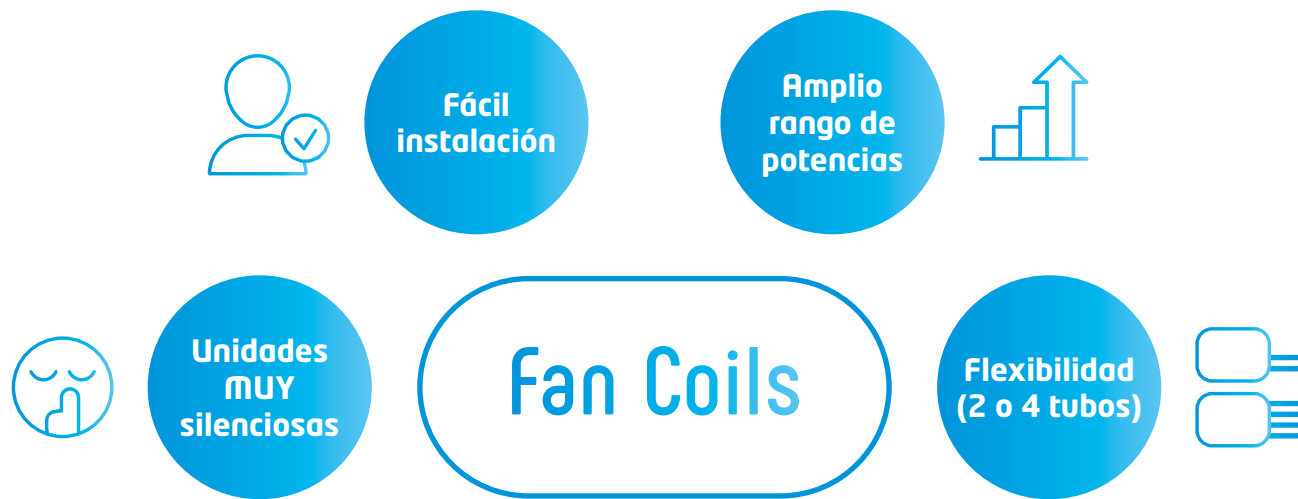 Fácil
instalación
Amplio
rango de
potencias
Unidades
MUY
silenciosas
Fan Coils
Flexibilidad
(2 o 4 tubos)